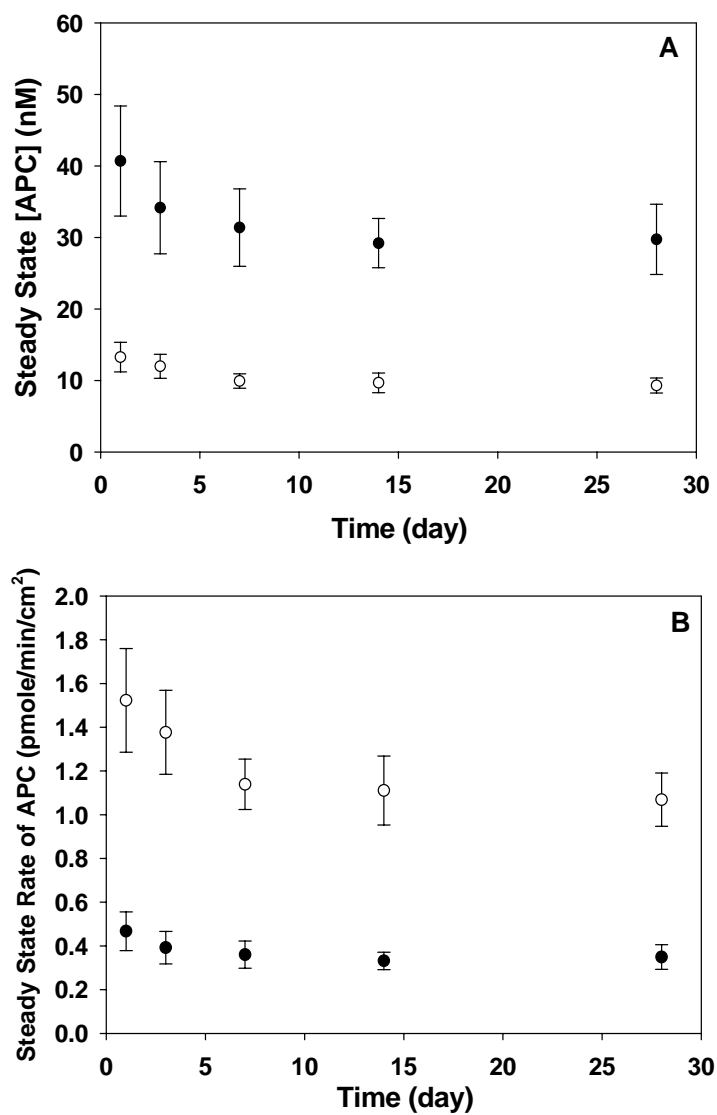 60
A
50
40
30
20
10
0
Steady State [APC] (nM)
0 5 10 15 20 25 30
Time (day)
2.0
B
1.8
1.6
1.4
1.2
1.0
0.8
0.6
0.4
0.2
0.0
Steady State Rate of APC (pmole/min/cm²)
0 5 10 15 20 25 30
Time (day)